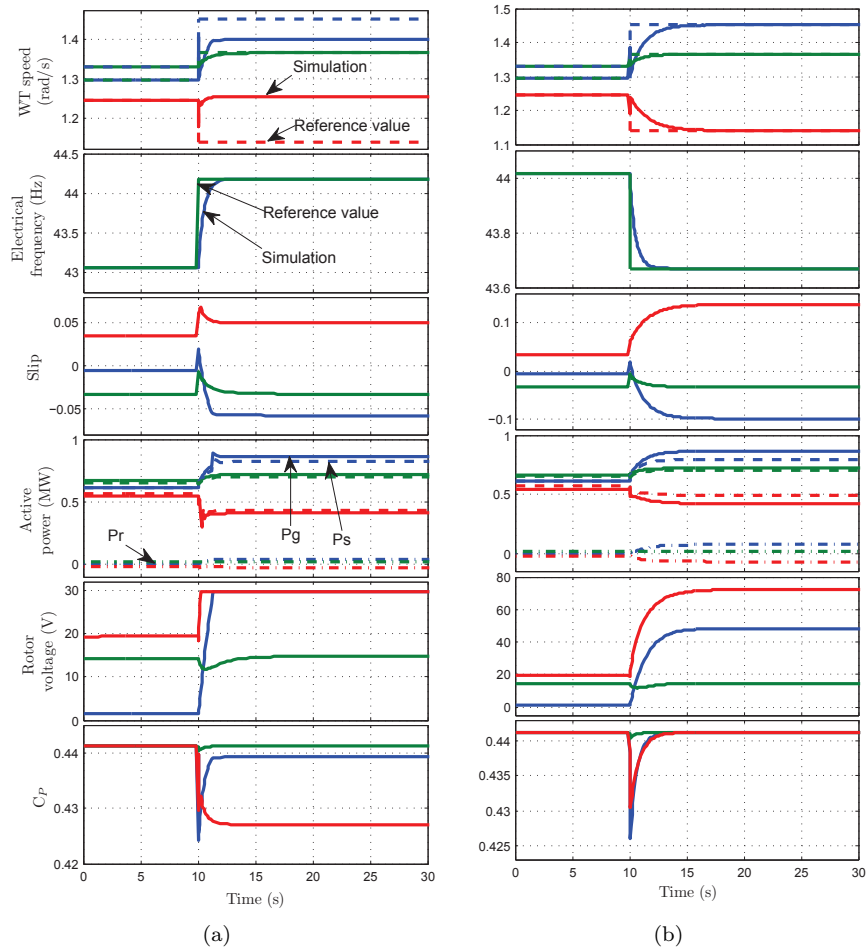 WT speed
(rad/s)
1.4
1.3
1.2
Simulation
Reference value
Electrical
frequency (Hz)
44.5
44
43
Reference value
Simulation
Slip
0.05
0
−0.05
Active
power (MW)
1
0.5
0
Pr
Pg
Ps
Rotor
voltage (V)
30
20
10
0
C_P
0.44
0.43
0.42
0 5 10 15 20 25 30
Time (s)
(a)
1.5
1.4
1.3
1.2
1.1
44
43.8
43.6
0.1
0
−0.1
1
0.5
0
80
60
40
20
0
0.44
0.435
0.43
0.425
0 5 10 15 20 25 30
Time (s)
(b)